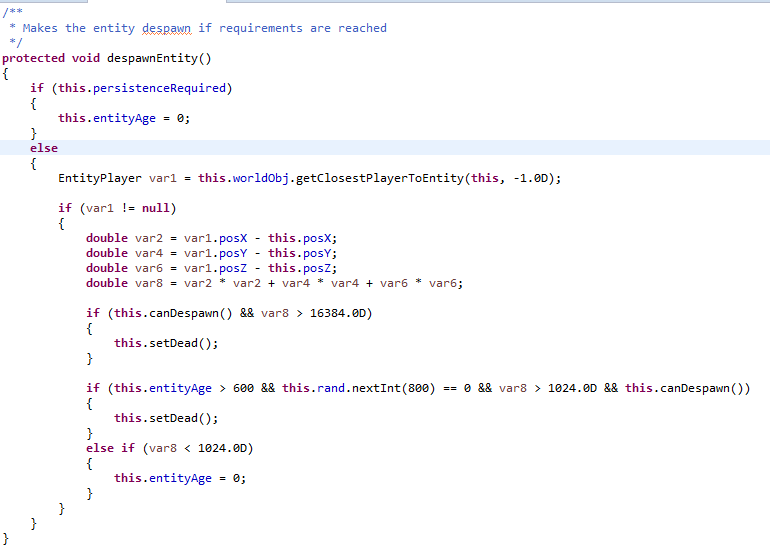 /**
 * Makes the entity despawn if requirements are reached
 */
protected void despawnEntity()
{
    if (this.persistenceRequired)
    {
        this.entityAge = 0;
    }
    else
    {
        EntityPlayer var1 = this.worldObj.getClosestPlayerToEntity(this, -1.0D);

        if (var1 != null)
        {
            double var2 = var1.posX - this.posX;
            double var4 = var1.posY - this.posY;
            double var6 = var1.posZ - this.posZ;
            double var8 = var2 * var2 + var4 * var4 + var6 * var6;

            if (this.canDespawn() && var8 > 16384.0D)
            {
                this.setDead();
            }

            if (this.entityAge > 600 && this.rand.nextInt(800) == 0 && var8 > 1024.0D && this.canDespawn())
            {
                this.setDead();
            }
            else if (var8 < 1024.0D)
            {
                this.entityAge = 0;
            }
        }
    }
}